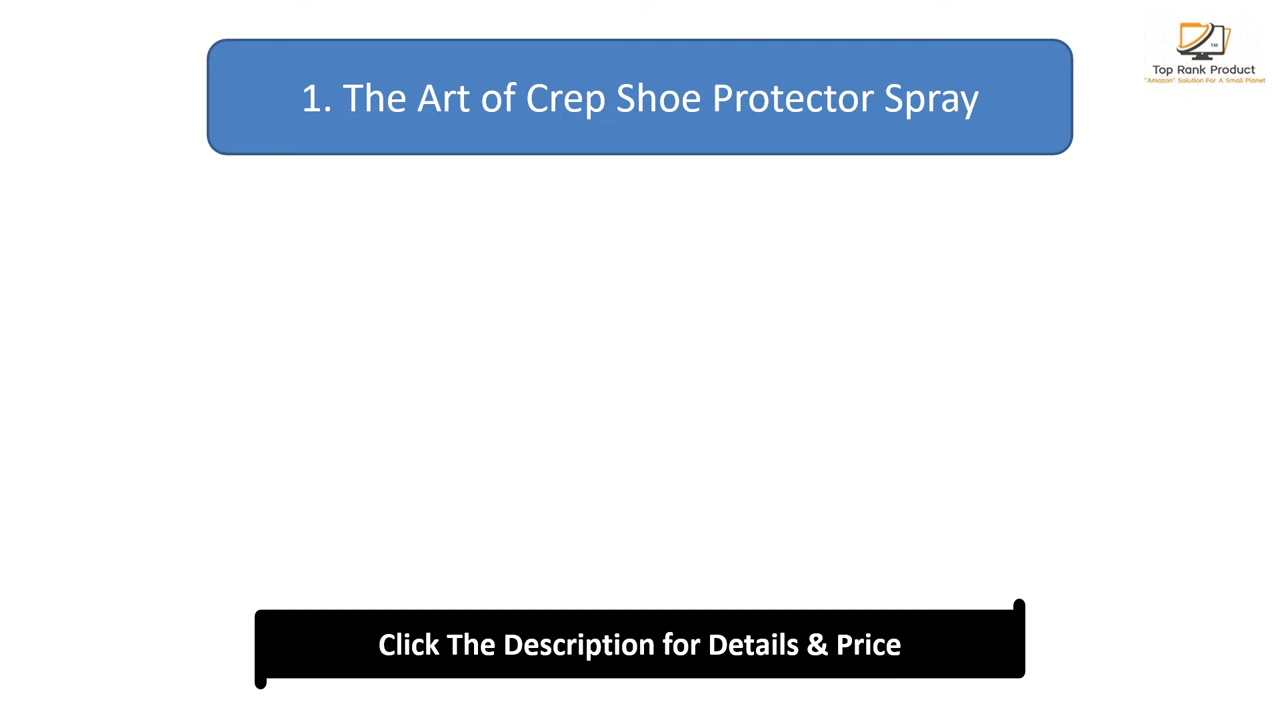 1. The Art of Crep Shoe Protector Spray
TM
Top Rank Product
"Amazon" Solution For A Small Planet
Click The Description for Details & Price